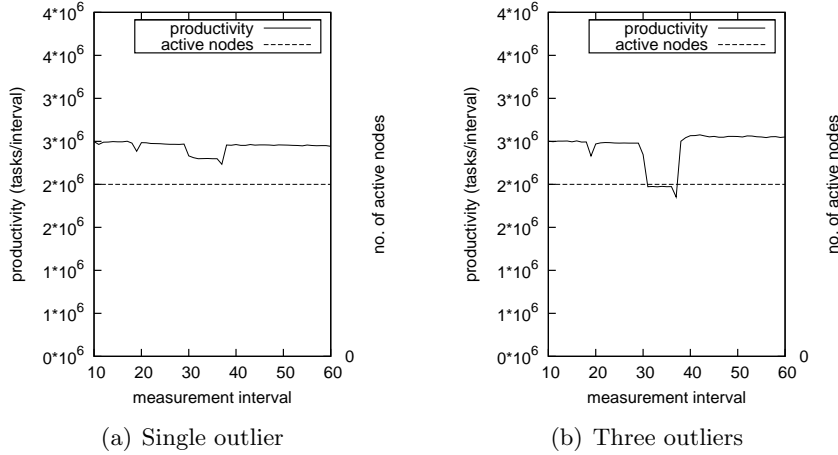 4*10^6
4*10^6
3*10^6
3*10^6
2*10^6
2*10^6
1*10^6
1*10^6
0*10^6
productivity (tasks/interval)
productivity
active nodes
no. of active nodes
0
10 20 30 40 50 60
measurement interval
(a) Single outlier
4*10^6
4*10^6
3*10^6
3*10^6
2*10^6
2*10^6
1*10^6
1*10^6
0*10^6
productivity (tasks/interval)
productivity
active nodes
no. of active nodes
0
10 20 30 40 50 60
measurement interval
(b) Three outliers